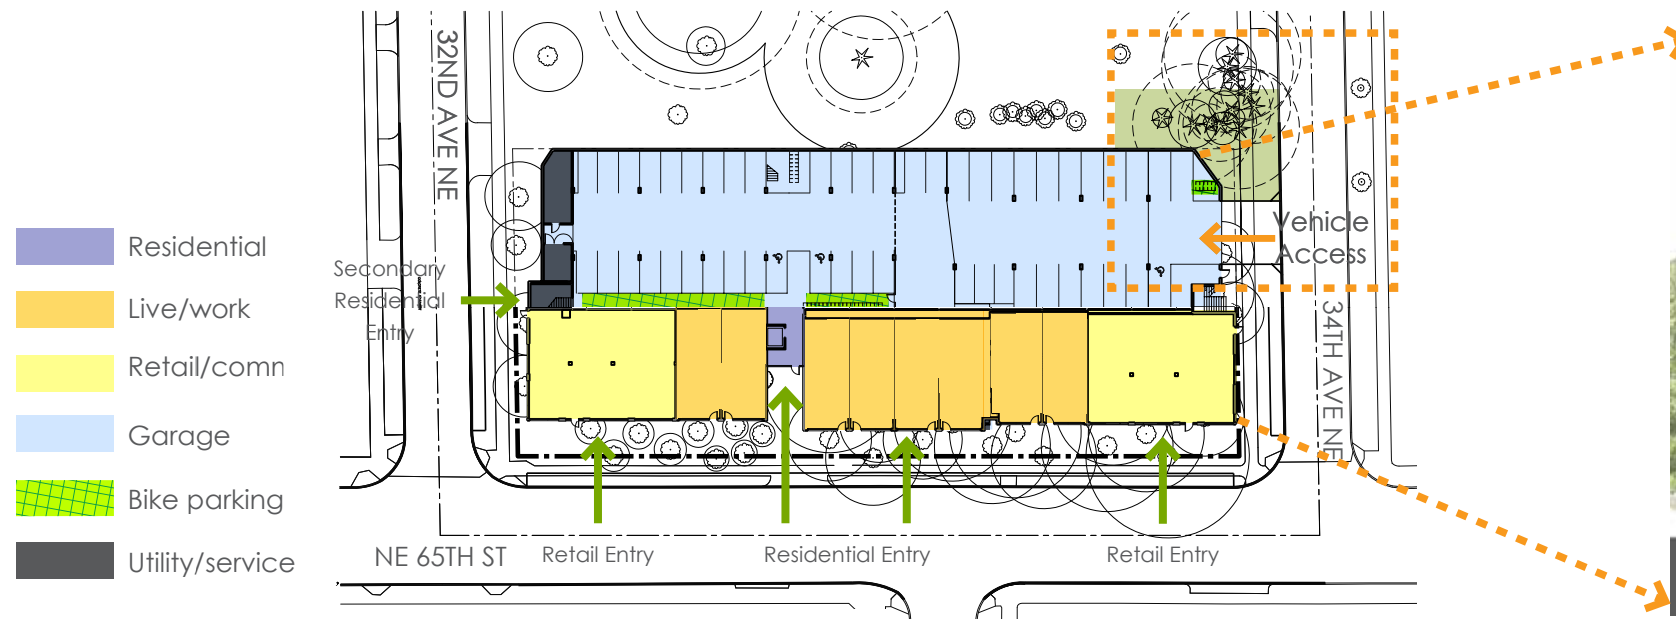 32ND AVE NE
Residential
Live/work
Retail/comm
Garage
Bike parking
Utility/service
Secondary
Residential
Entry
Vehicle
Access
34TH AVE NE
NE 65TH ST
Retail Entry
Residential Entry
Retail Entry